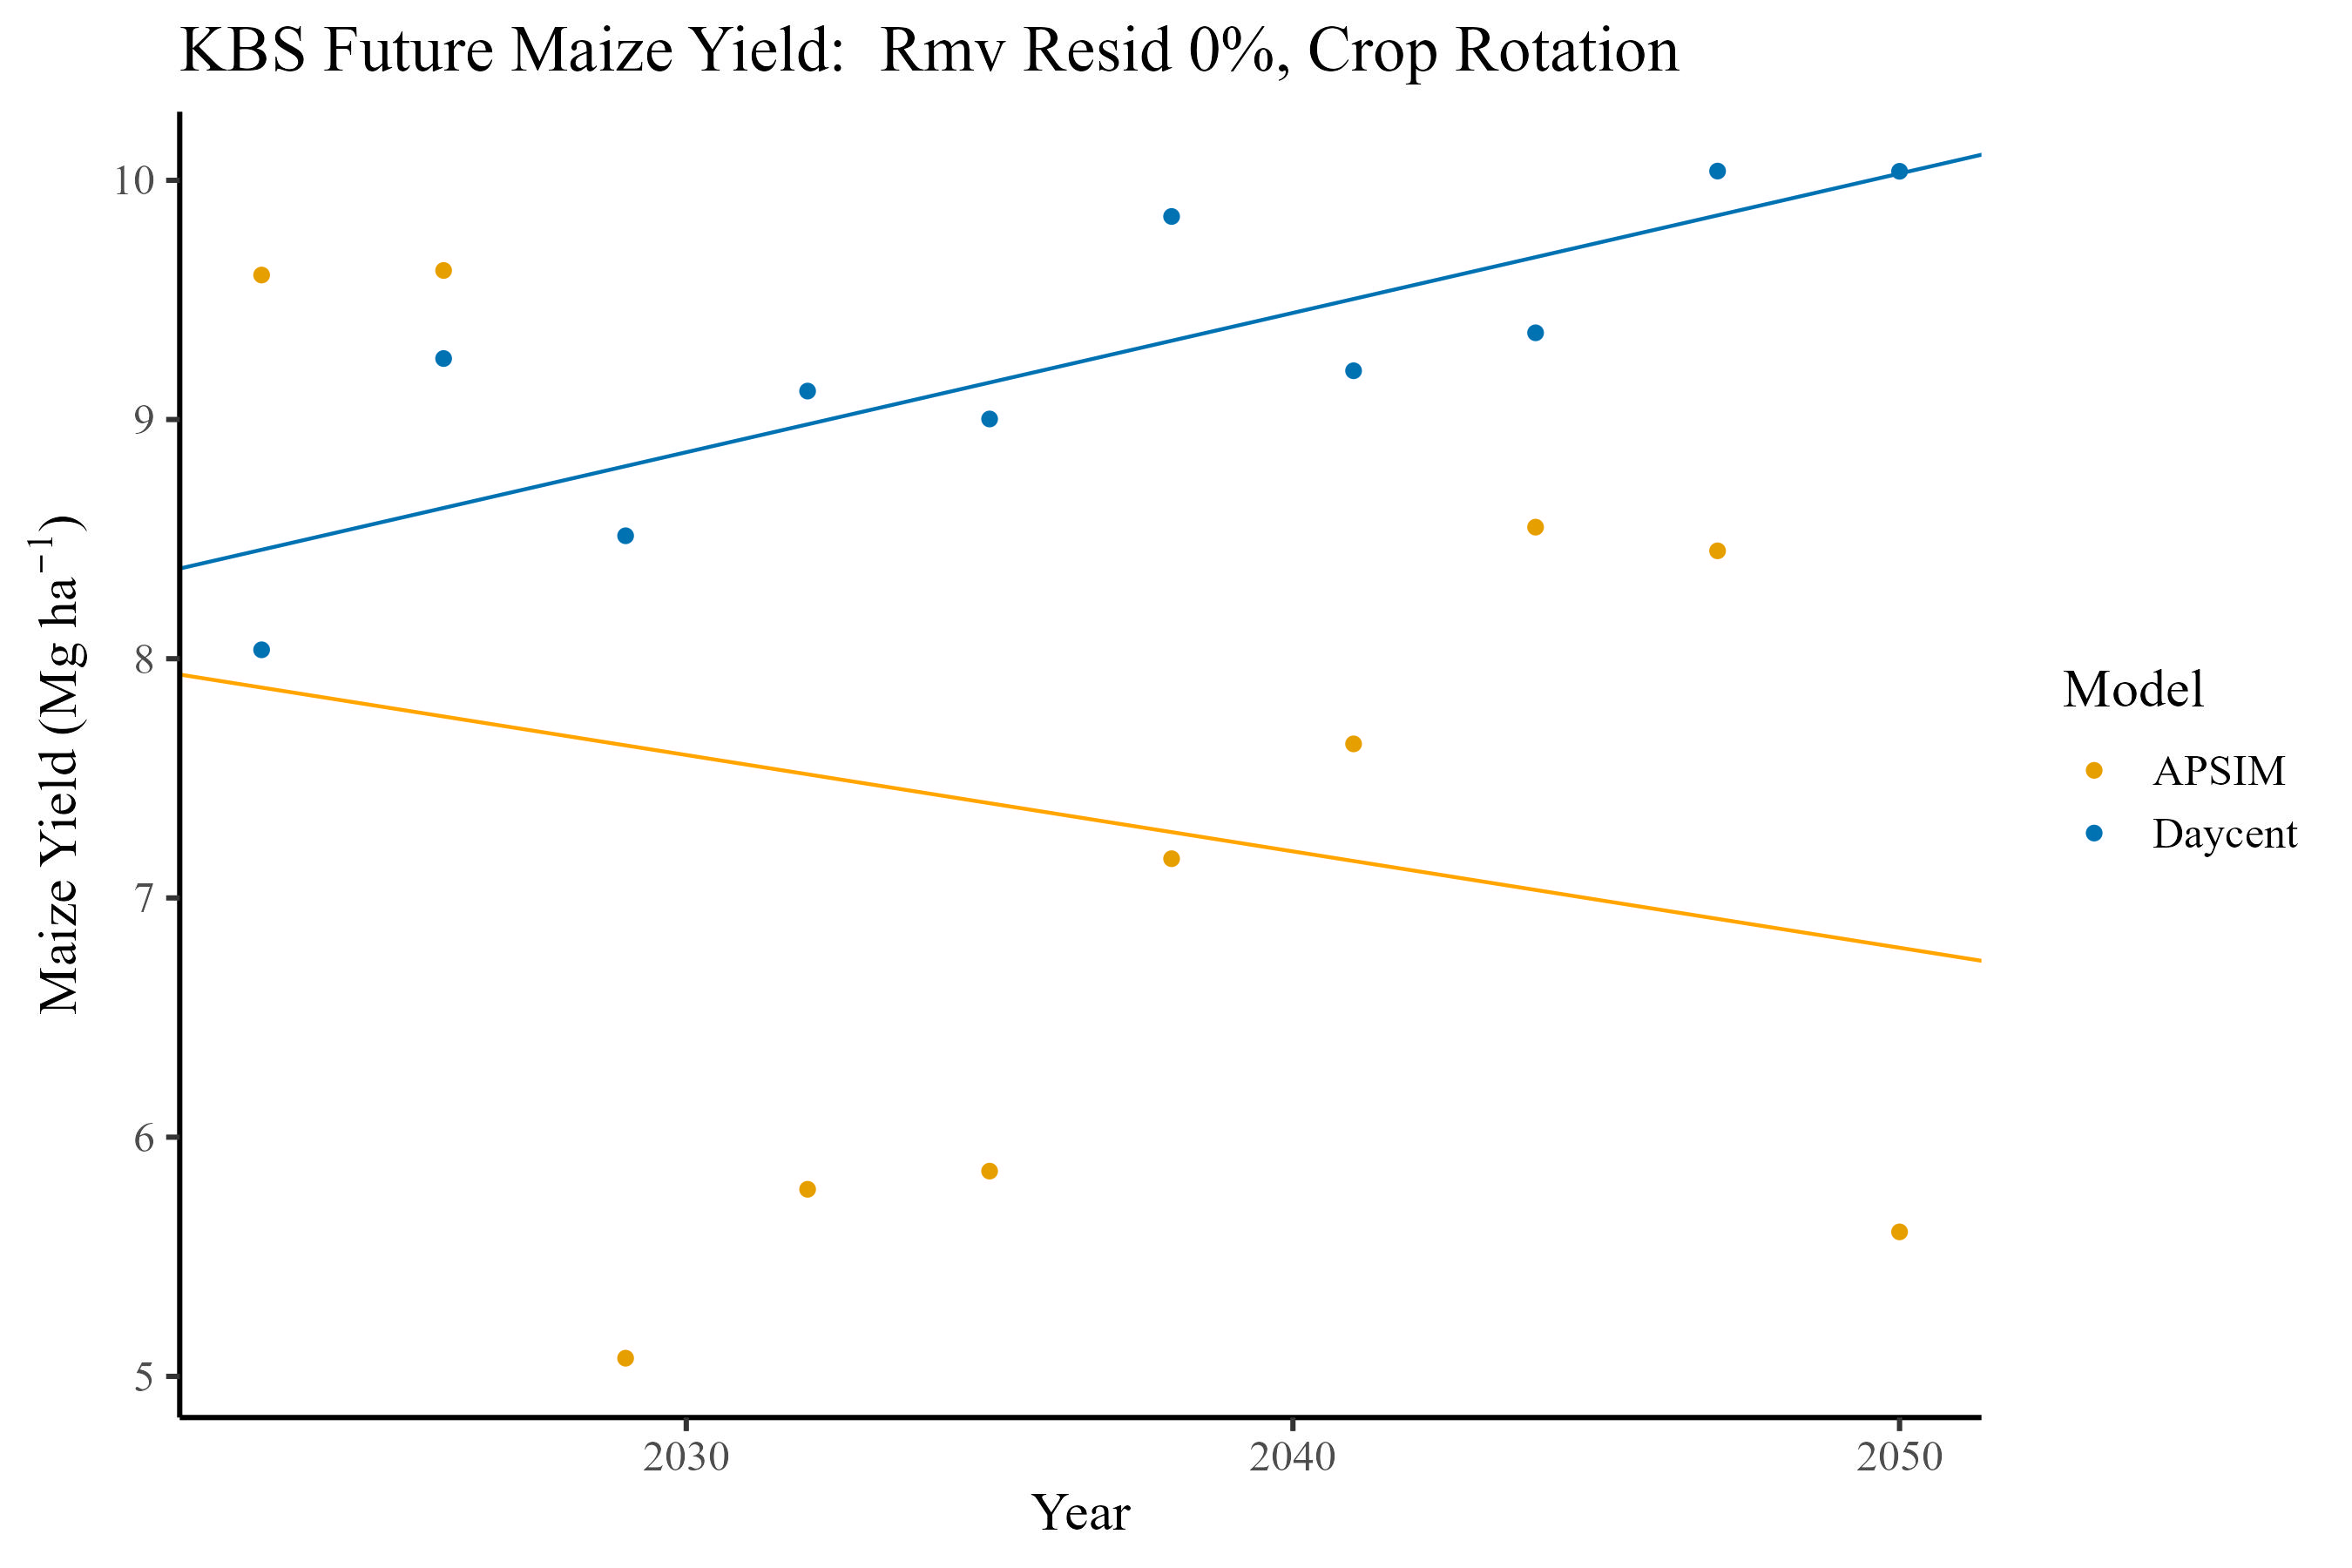 KBS Future Maize Yield:  Rmv Resid 0%, Crop Rotation
Maize Yield (Mg ha⁻¹)
10
9
8
7
6
5
2030
2040
2050
Year
Model
APSIM
Daycent